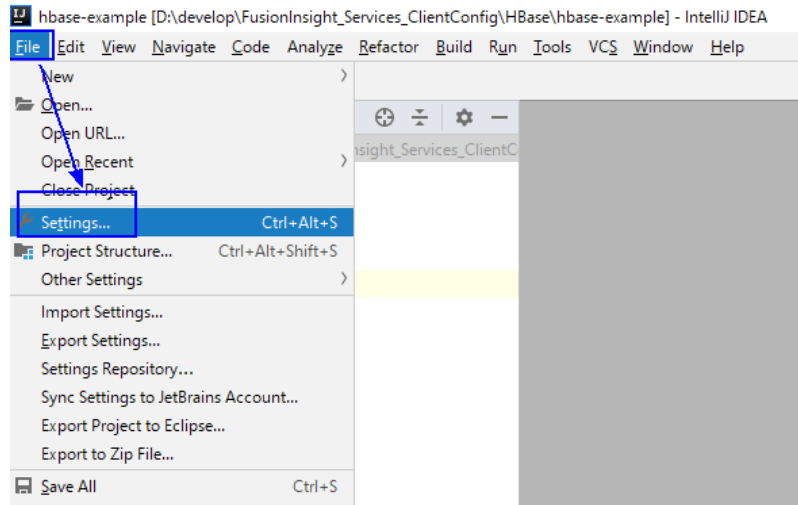 IJ hbase-example [D:\develop\FusionInsight_Services_ClientConfig\HBase\hbase-example] - IntelliJ IDEA
File Edit View Navigate Code Analyze Refactor Build Run Tools VCS Window Help
New
Open...
Open URL...
Open Recent
Close Project
Settings... Ctrl+Alt+S
Project Structure... Ctrl+Alt+Shift+S
Other Settings
Import Settings...
Export Settings...
Settings Repository...
Sync Settings to JetBrains Account...
Export Project to Eclipse...
Export to Zip File...
Save All Ctrl+S
nsight_Services_ClientC